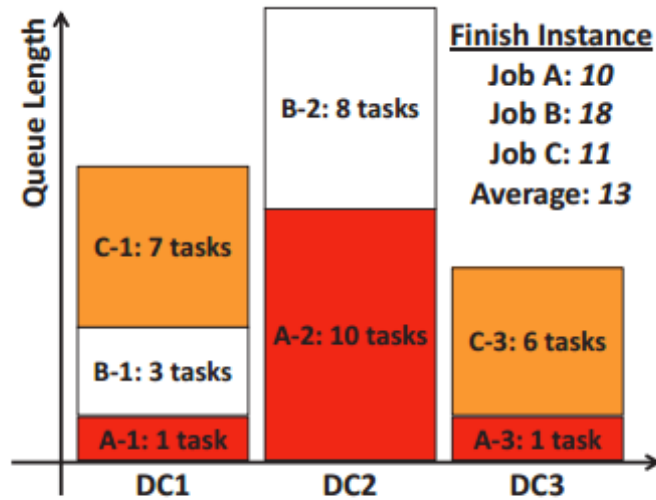 Queue Length
Finish Instance
Job A: 10
Job B: 18
Job C: 11
Average: 13
C-1: 7 tasks
B-1: 3 tasks
A-1: 1 task
B-2: 8 tasks
A-2: 10 tasks
C-3: 6 tasks
A-3: 1 task
DC1
DC2
DC3